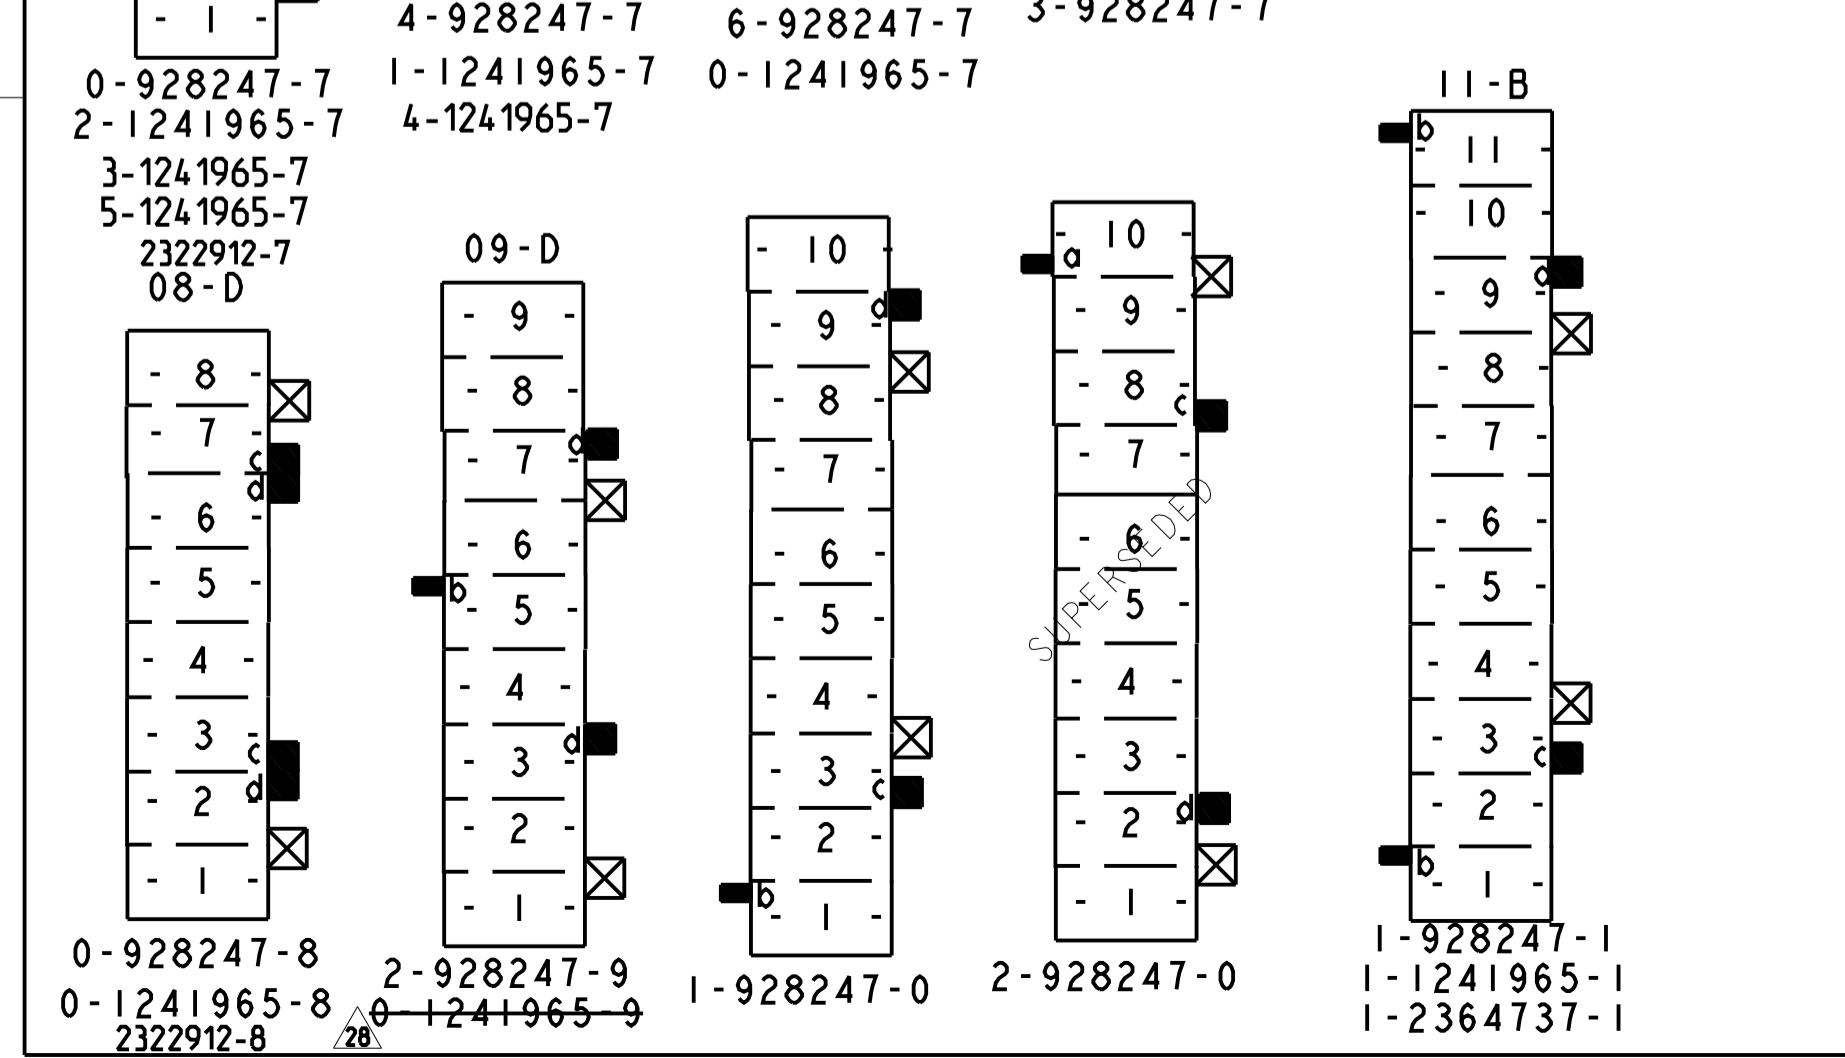 - 1 -
0-928247-7
2-1241965-7
3-1241965-7
5-1241965-7
2322912-7
4-928247-7
1-1241965-7
4-1241965-7
6-928247-7
0-1241965-7
3-928247-7
08-D
- 8 -
- 7 -
c
d
- 6 -
- 5 -
- 4 -
- 3 -
c
d
- 2 -
- 1 -
0-928247-8
0-1241965-8
2322912-8
09-D
- 9 -
- 8 -
d
- 7 -
- 6 -
b
- 5 -
- 4 -
d
- 3 -
- 2 -
- 1 -
2-928247-9
0-1241965-9
28
- 10 -
d
- 9 -
- 8 -
- 7 -
- 6 -
- 5 -
- 4 -
- 3 -
c
- 2 -
b
- 1 -
1-928247-0
- 10 -
a
- 9 -
- 8 -
c
- 7 -
- 6 -
- 5 -
- 4 -
- 3 -
d
- 2 -
- 1 -
SUPERSEDED
2-928247-0
11-B
b
- 11 -
- 10 -
d
- 9 -
- 8 -
- 7 -
- 6 -
- 5 -
- 4 -
- 3 -
c
- 2 -
b
- 1 -
1-928247-1
1-1241965-1
1-2364737-1